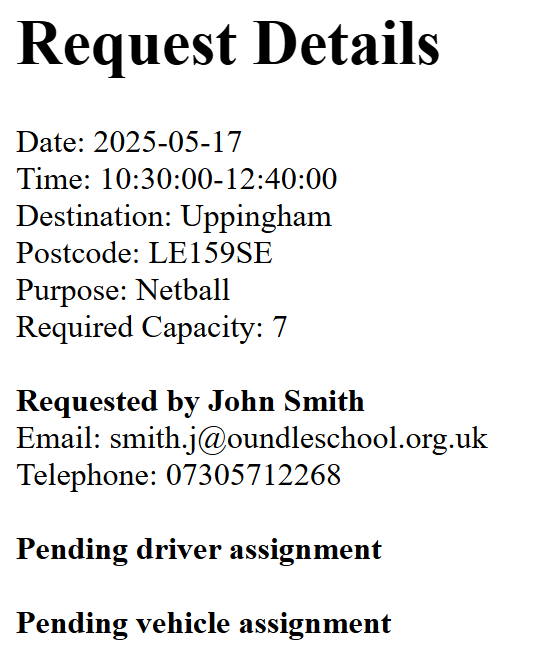 Request Details
Date: 2025-05-17
Time: 10:30:00-12:40:00
Destination: Uppingham
Postcode: LE159SE
Purpose: Netball
Required Capacity: 7
Requested by John Smith
Email: smith.j@oundleschool.org.uk
Telephone: 07305712268
Pending driver assignment
Pending vehicle assignment